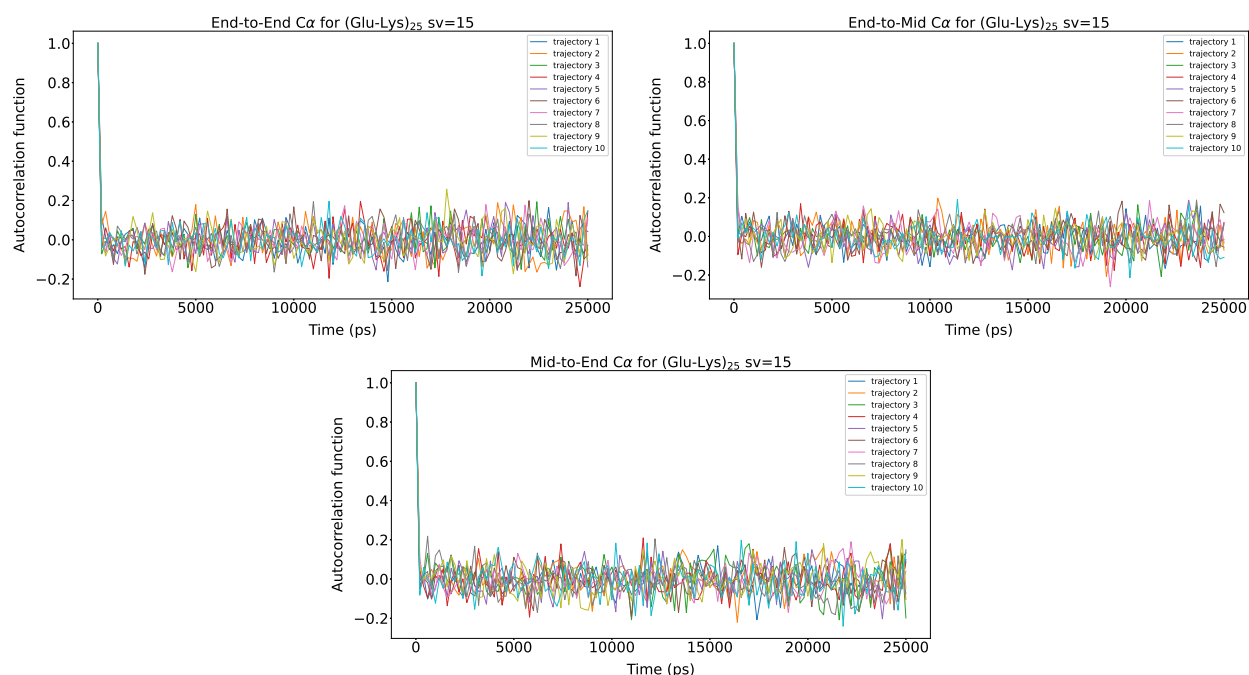 End-to-End Cα for (Glu-Lys)₂₅ sv=15
Autocorrelation function
1.0
0.8
0.6
0.4
0.2
0.0
−0.2
trajectory 1
trajectory 2
trajectory 3
trajectory 4
trajectory 5
trajectory 6
trajectory 7
trajectory 8
trajectory 9
trajectory 10
0 5000 10000 15000 20000 25000
Time (ps)
End-to-Mid Cα for (Glu-Lys)₂₅ sv=15
Autocorrelation function
1.0
0.8
0.6
0.4
0.2
0.0
−0.2
trajectory 1
trajectory 2
trajectory 3
trajectory 4
trajectory 5
trajectory 6
trajectory 7
trajectory 8
trajectory 9
trajectory 10
0 5000 10000 15000 20000 25000
Time (ps)
Mid-to-End Cα for (Glu-Lys)₂₅ sv=15
Autocorrelation function
1.0
0.8
0.6
0.4
0.2
0.0
−0.2
trajectory 1
trajectory 2
trajectory 3
trajectory 4
trajectory 5
trajectory 6
trajectory 7
trajectory 8
trajectory 9
trajectory 10
0 5000 10000 15000 20000 25000
Time (ps)